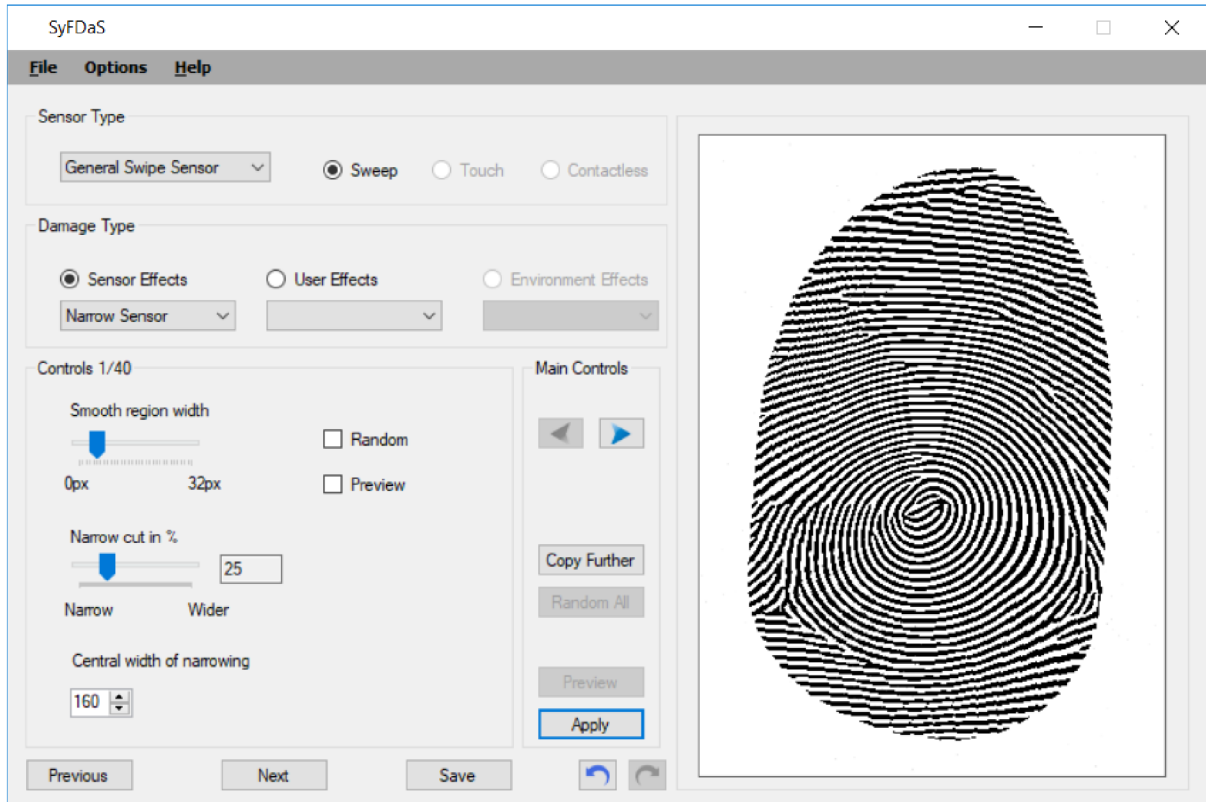 SyFDaS
File Options Help
Sensor Type
General Swipe Sensor Sweep Touch Contactless
Damage Type
Sensor Effects User Effects Environment Effects
Narrow Sensor
Controls 1/40
Main Controls
Smooth region width
Random
0px 32px
Preview
Narrow cut in %
25
Narrow Wider
Central width of narrowing
160
Copy Further
Random All
Preview
Apply
Previous Next Save